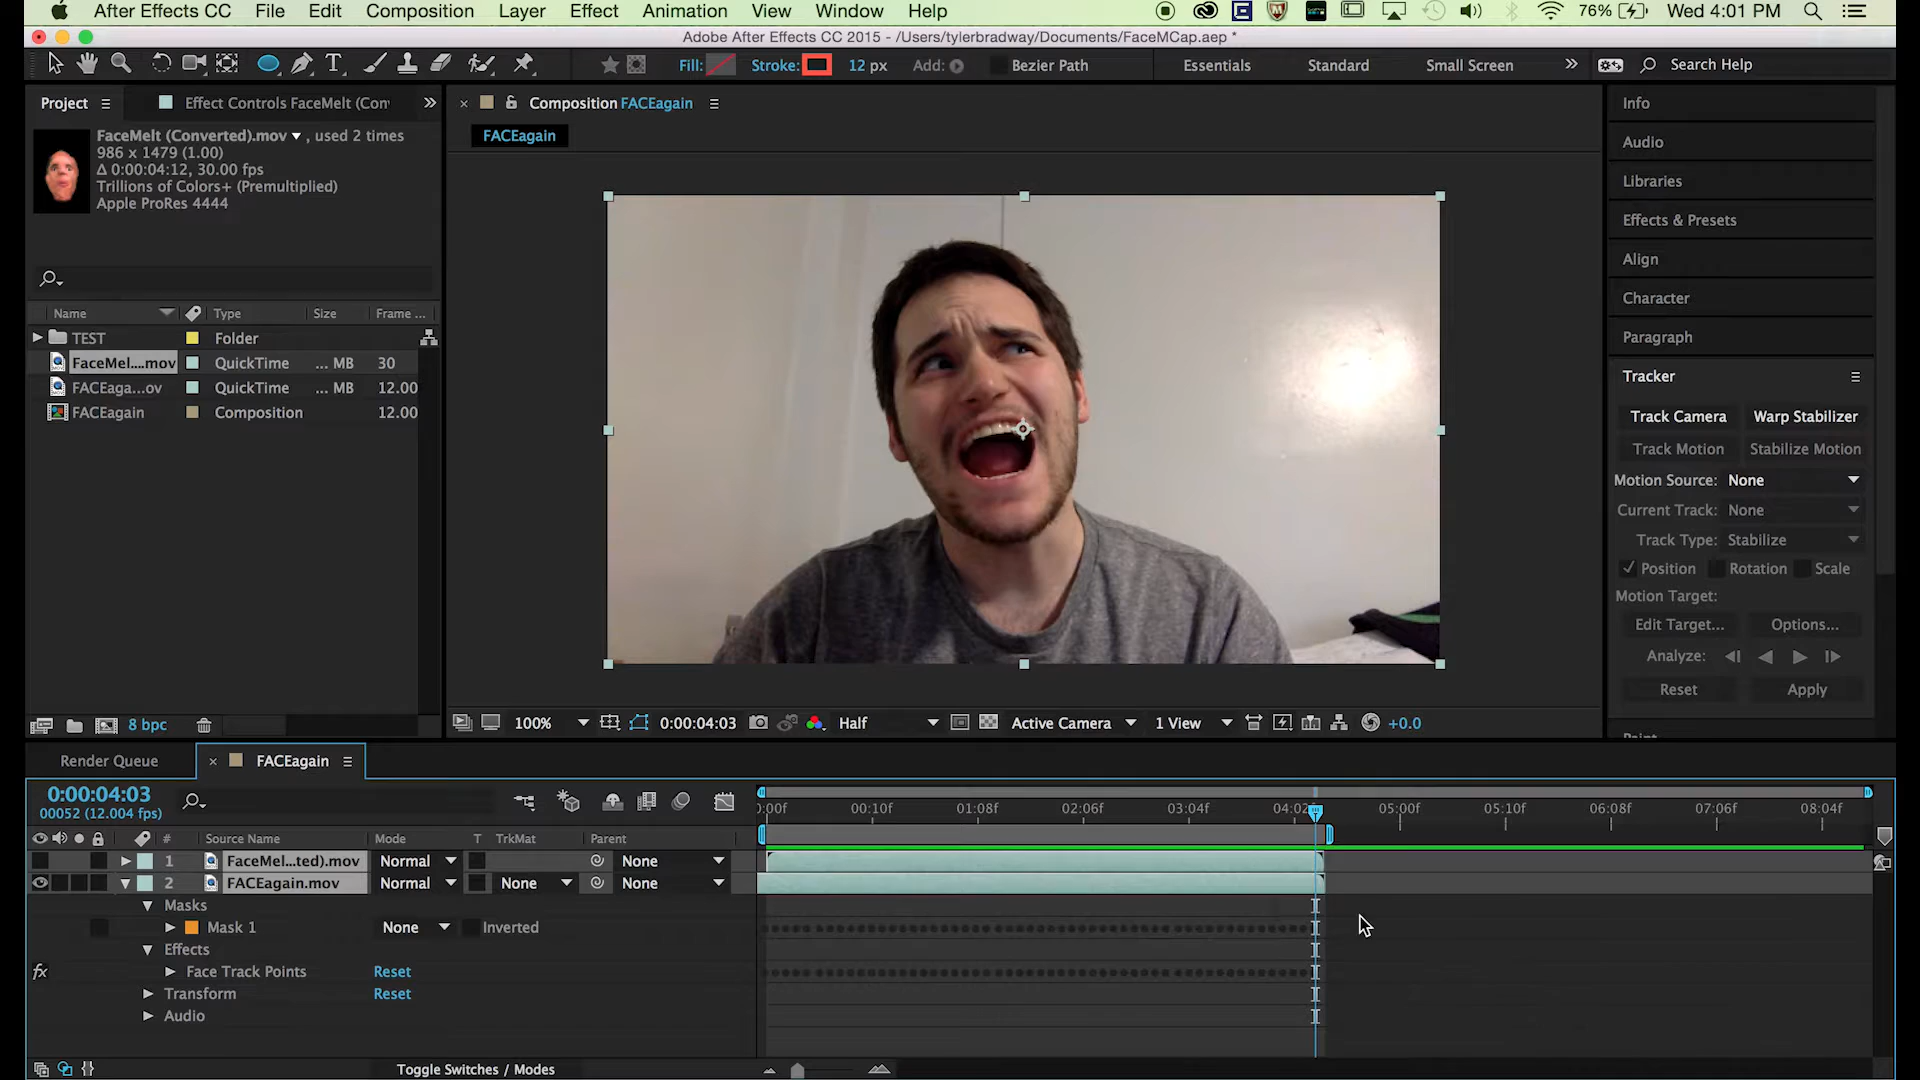 After Effects CC File Edit Composition Layer Effect Animation View Window Help 76% Wed 4:01 PM
Adobe After Effects CC 2015 - /Users/tylerbradway/Documents/FaceMCap.aep *
Fill: Stroke: 12 px Add: Bezier Path Essentials Standard Small Screen Search Help
Project Effect Controls FaceMelt (Con
Composition FACEagain
Info
FaceMelt (Converted).mov , used 2 times
986 x 1479 (1.00)
Δ 0:00:04:12, 30.00 fps
Trillions of Colors+ (Premultiplied)
Apple ProRes 4444
FACEagain
Audio
Libraries
Effects & Presets
Align
Character
Paragraph
Name Type Size Frame ...
TEST Folder
FaceMel....mov QuickTime ... MB 30
FACEaga...ov QuickTime ... MB 12.00
FACEagain Composition 12.00
Tracker
Track Camera Warp Stabilizer
Track Motion Stabilize Motion
Motion Source: None
Current Track: None
Track Type: Stabilize
Position Rotation Scale
Motion Target:
Edit Target... Options...
Analyze:
Reset Apply
8 bpc
100% 0:00:04:03 Half Active Camera 1 View +0.0
Render Queue FACEagain
0:00:04:03
00052 (12.004 fps)
:00f 00:10f 01:08f 02:06f 03:04f 04:02 05:00f 05:10f 06:08f 07:06f 08:04f
# Source Name Mode T TrkMat Parent
1 FaceMel...ted).mov Normal None
2 FACEagain.mov Normal None None
Masks
Mask 1 None Inverted
Effects
fx Face Track Points Reset
Transform Reset
Audio
Toggle Switches / Modes